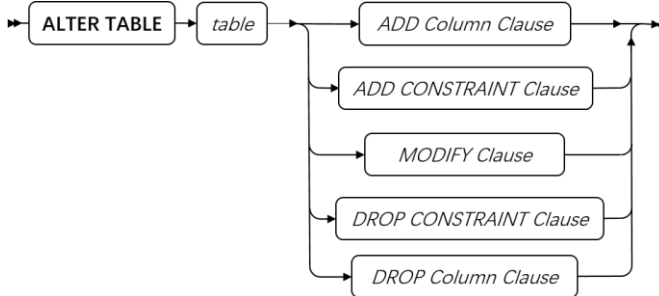 ALTER TABLE table ADD Column Clause
ADD CONSTRAINT Clause
MODIFY Clause
DROP CONSTRAINT Clause
DROP Column Clause